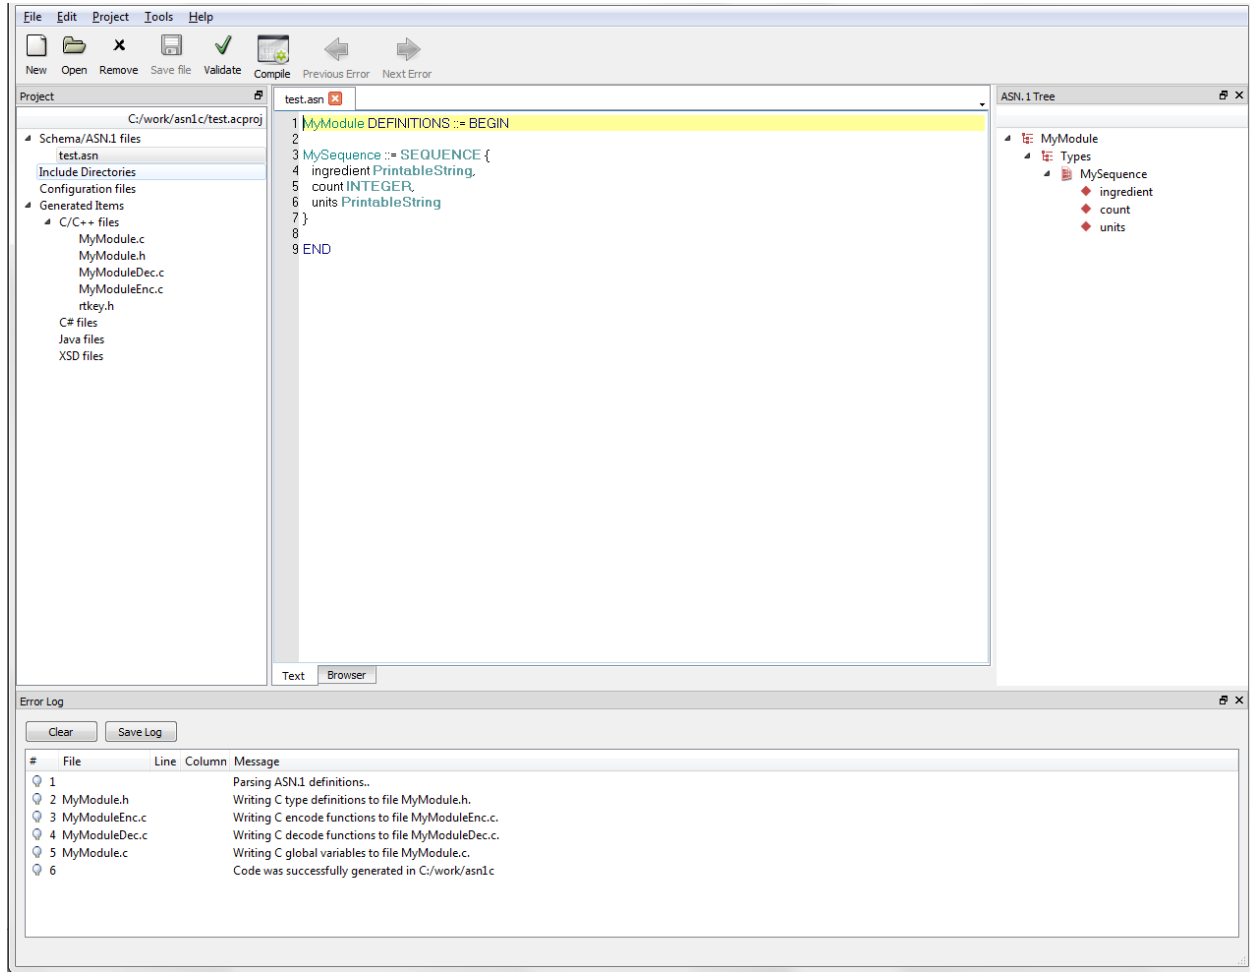 File Edit Project Tools Help
New Open Remove Save file Validate Compile Previous Error Next Error
Project
C:/work/asn1c/test.acproj
Schema/ASN.1 files
test.asn
Include Directories
Configuration files
Generated Items
C/C++ files
MyModule.c
MyModule.h
MyModuleDec.c
MyModuleEnc.c
rtkey.h
C# files
Java files
XSD files
test.asn
1 MyModule DEFINITIONS ::= BEGIN
2
3 MySequence ::= SEQUENCE {
4 ingredient PrintableString,
5 count INTEGER,
6 units PrintableString
7 }
8
9 END
Text Browser
ASN.1 Tree
MyModule
Types
MySequence
ingredient
count
units
Error Log
Clear Save Log
# File Line Column Message
1 Parsing ASN.1 definitions..
2 MyModule.h Writing C type definitions to file MyModule.h.
3 MyModuleEnc.c Writing C encode functions to file MyModuleEnc.c.
4 MyModuleDec.c Writing C decode functions to file MyModuleDec.c.
5 MyModule.c Writing C global variables to file MyModule.c.
6 Code was successfully generated in C:/work/asn1c